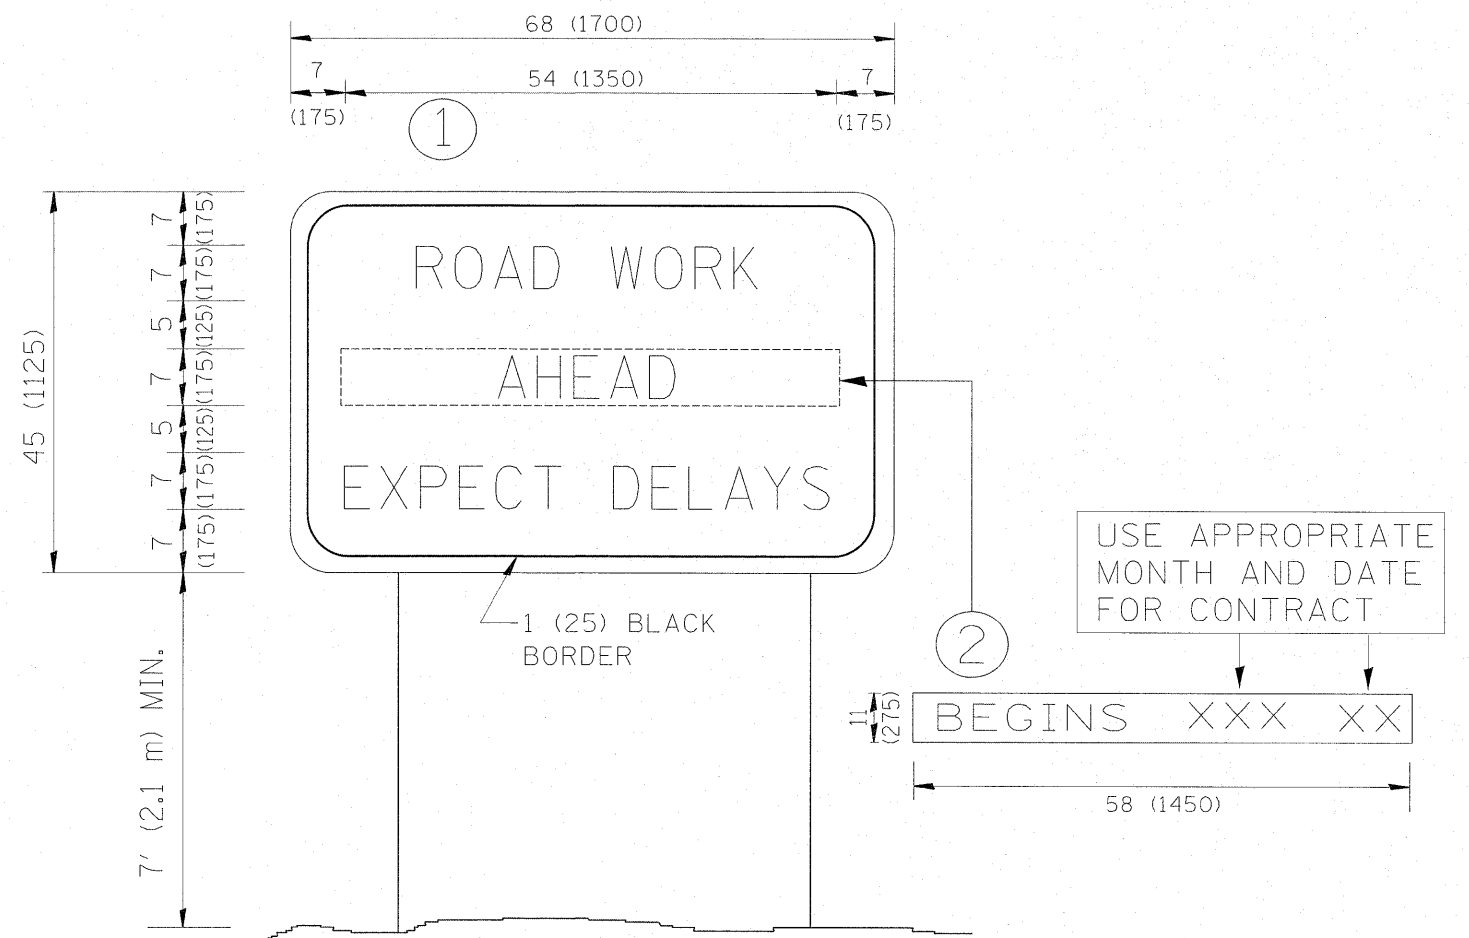 68 (1700)
7
54 (1350)
7
(175)
(175)
1
45 (1125)
7
(175)
7
(175)
5
(125)
7
(175)
5
(125)
7
(175)
7
(175)
ROAD WORK
AHEAD
EXPECT DELAYS
1 (25) BLACK
BORDER
7' (2.1 m) MIN.
2
USE APPROPRIATE
MONTH AND DATE
FOR CONTRACT
11
(275)
BEGINS XXX XX
58 (1450)